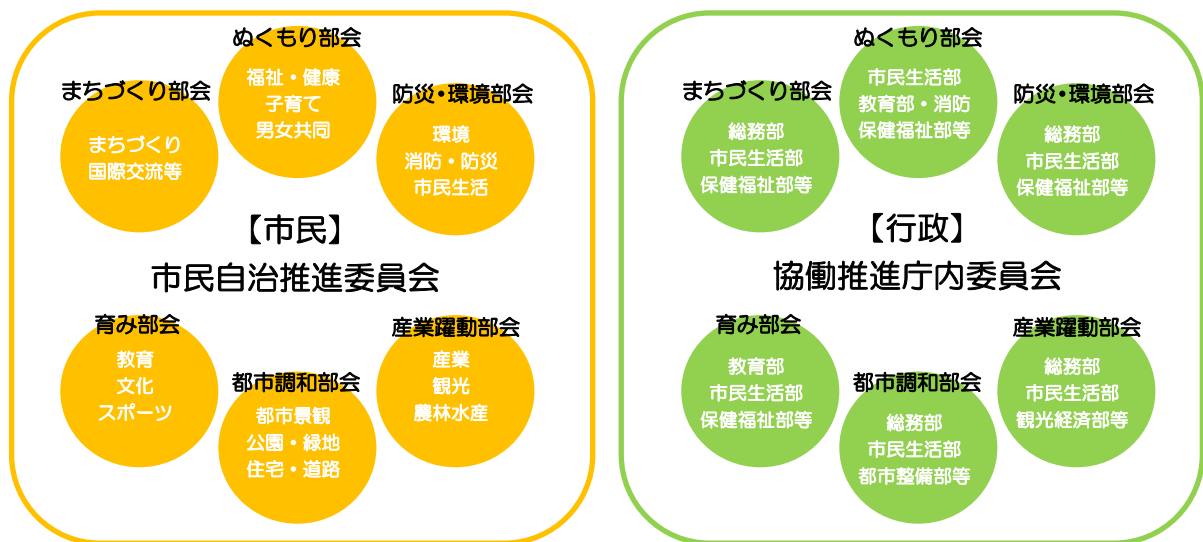 ぬくもり部会
福祉・健康
子育て
男女共同
まちづくり部会
まちづくり
国際交流等
防災・環境部会
環境
消防・防災
市民生活
【市民】
市民自治推進委員会
育み部会
教育
文化
スポーツ
都市調和部会
都市景観
公園・緑地
住宅・道路
産業躍動部会
産業
観光
農林水産
ぬくもり部会
市民生活部
教育部・消防
保健福祉部等
まちづくり部会
総務部
市民生活部
保健福祉部等
防災・環境部会
総務部
市民生活部
保健福祉部等
【行政】
協働推進庁内委員会
育み部会
教育部
市民生活部
保健福祉部等
都市調和部会
総務部
市民生活部
都市整備部等
産業躍動部会
総務部
市民生活部
観光経済部等